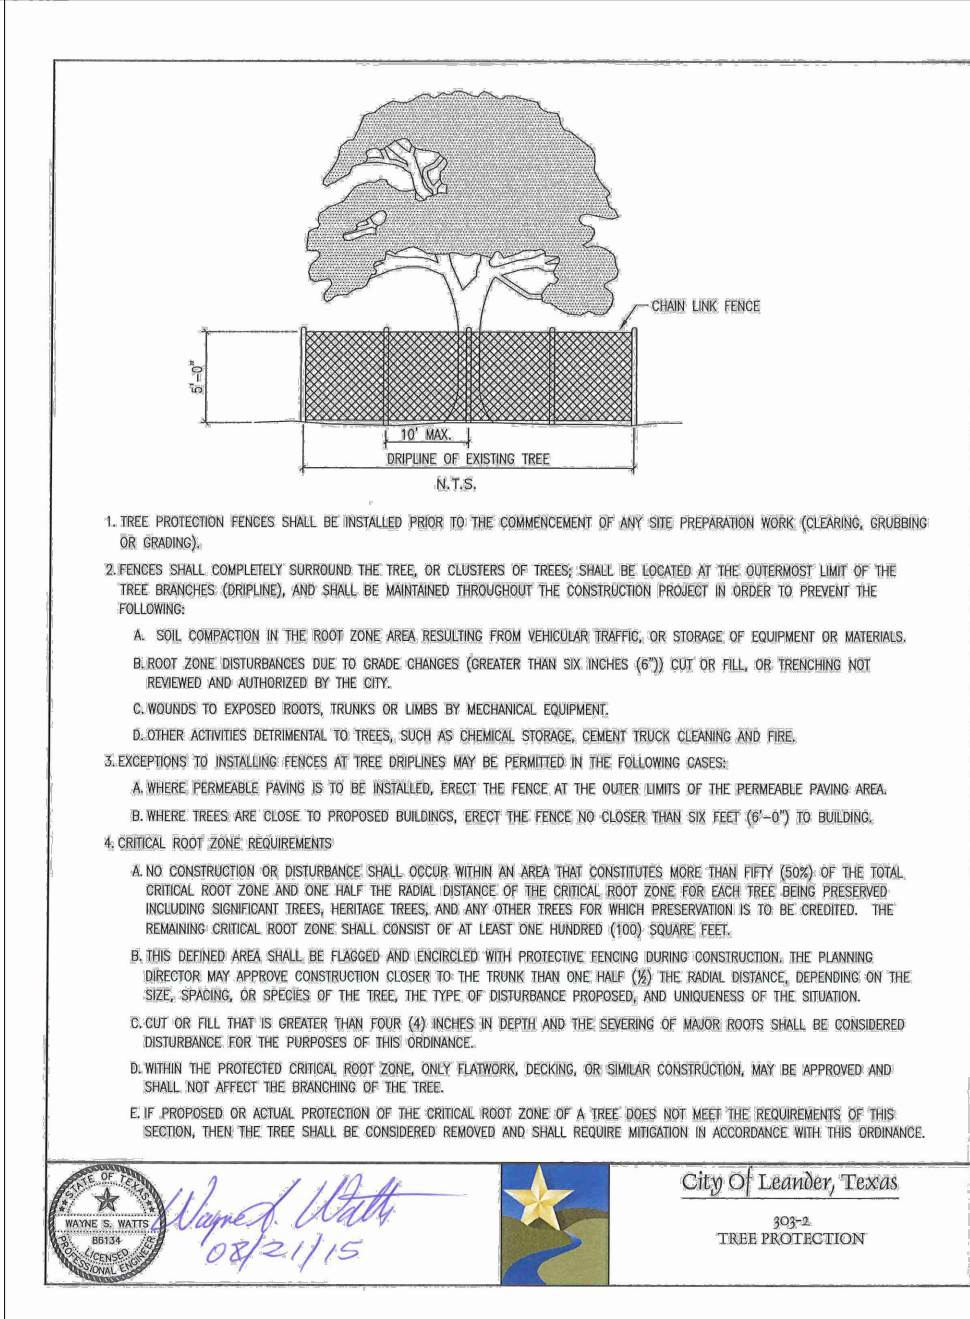 CHAIN LINK FENCE
5'-0"
10' MAX.
DRIPLINE OF EXISTING TREE
N.T.S.
1. TREE PROTECTION FENCES SHALL BE INSTALLED PRIOR TO THE COMMENCEMENT OF ANY SITE PREPARATION WORK (CLEARING, GRUBBING
OR GRADING).
2. FENCES SHALL COMPLETELY SURROUND THE TREE, OR CLUSTERS OF TREES; SHALL BE LOCATED AT THE OUTERMOST LIMIT OF THE
TREE BRANCHES (DRIPLINE), AND SHALL BE MAINTAINED THROUGHOUT THE CONSTRUCTION PROJECT IN ORDER TO PREVENT THE
FOLLOWING:
A. SOIL COMPACTION IN THE ROOT ZONE AREA RESULTING FROM VEHICULAR TRAFFIC, OR STORAGE OF EQUIPMENT OR MATERIALS.
B. ROOT ZONE DISTURBANCES DUE TO GRADE CHANGES (GREATER THAN SIX INCHES (6")) CUT OR FILL, OR TRENCHING NOT
REVIEWED AND AUTHORIZED BY THE CITY.
C. WOUNDS TO EXPOSED ROOTS, TRUNKS OR LIMBS BY MECHANICAL EQUIPMENT.
D. OTHER ACTIVITIES DETRIMENTAL TO TREES, SUCH AS CHEMICAL STORAGE, CEMENT TRUCK CLEANING AND FIRE.
3. EXCEPTIONS TO INSTALLING FENCES AT TREE DRIPLINES MAY BE PERMITTED IN THE FOLLOWING CASES:
A. WHERE PERMEABLE PAVING IS TO BE INSTALLED, ERECT THE FENCE AT THE OUTER LIMITS OF THE PERMEABLE PAVING AREA.
B. WHERE TREES ARE CLOSE TO PROPOSED BUILDINGS, ERECT THE FENCE NO CLOSER THAN SIX FEET (6'-0") TO BUILDING.
4. CRITICAL ROOT ZONE REQUIREMENTS
A. NO CONSTRUCTION OR DISTURBANCE SHALL OCCUR WITHIN AN AREA THAT CONSTITUTES MORE THAN FIFTY (50%) OF THE TOTAL
CRITICAL ROOT ZONE AND ONE HALF THE RADIAL DISTANCE OF THE CRITICAL ROOT ZONE FOR EACH TREE BEING PRESERVED
INCLUDING SIGNIFICANT TREES, HERITAGE TREES, AND ANY OTHER TREES FOR WHICH PRESERVATION IS TO BE CREDITED. THE
REMAINING CRITICAL ROOT ZONE SHALL CONSIST OF AT LEAST ONE HUNDRED (100) SQUARE FEET.
B. THIS DEFINED AREA SHALL BE FLAGGED AND ENCIRCLED WITH PROTECTIVE FENCING DURING CONSTRUCTION. THE PLANNING
DIRECTOR MAY APPROVE CONSTRUCTION CLOSER TO THE TRUNK THAN ONE HALF (½) THE RADIAL DISTANCE, DEPENDING ON THE
SIZE, SPACING, OR SPECIES OF THE TREE, THE TYPE OF DISTURBANCE PROPOSED, AND UNIQUENESS OF THE SITUATION.
C. CUT OR FILL THAT IS GREATER THAN FOUR (4) INCHES IN DEPTH AND THE SEVERING OF MAJOR ROOTS SHALL BE CONSIDERED
DISTURBANCE FOR THE PURPOSES OF THIS ORDINANCE.
D. WITHIN THE PROTECTED CRITICAL ROOT ZONE, ONLY FLATWORK, DECKING, OR SIMILAR CONSTRUCTION, MAY BE APPROVED AND
SHALL NOT AFFECT THE BRANCHING OF THE TREE.
E. IF PROPOSED OR ACTUAL PROTECTION OF THE CRITICAL ROOT ZONE OF A TREE DOES NOT MEET THE REQUIREMENTS OF THIS
SECTION, THEN THE TREE SHALL BE CONSIDERED REMOVED AND SHALL REQUIRE MITIGATION IN ACCORDANCE WITH THIS ORDINANCE.
STATE OF TEXAS
WAYNE S. WATTS
86134
LICENSED
PROFESSIONAL ENGINEER
Wayne S. Watts
08/21/15
City Of Leander, Texas
303-2
TREE PROTECTION